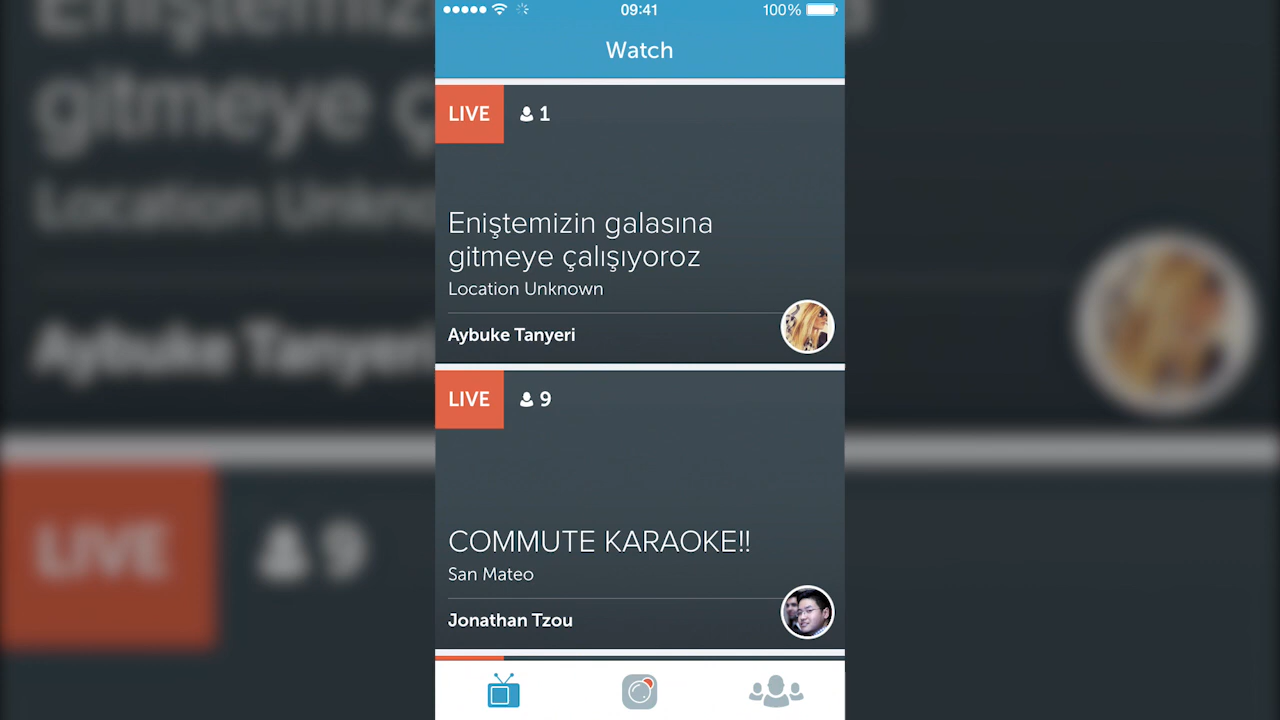 09:41
100%
Watch
LIVE 1
Eniştemizin galasına
gitmeye çalışıyoroz
Location Unknown
Aybuke Tanyeri
LIVE 9
COMMUTE KARAOKE!!
San Mateo
Jonathan Tzou